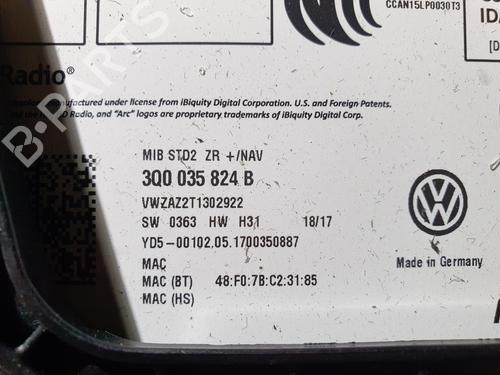 CCAN15LP0030T3
IDA
[D
Radio®
manufactured under license from iBiquity Digital Corporation. U.S. and Foreign Patents.
D Radio, and "Arc" logos are proprietary trademarks of iBiquity Digital Corp.
MIB STD2 ZR +/NAV
3Q0 035 824 B
VWZAZ2T1302922
SW 0363 HW H31 18/17
YD5-00102.05.1700350887
MAC
MAC (BT) 48:F0:7B:C2:31:85
MAC (HS)
Made in Germany
B-PARTS